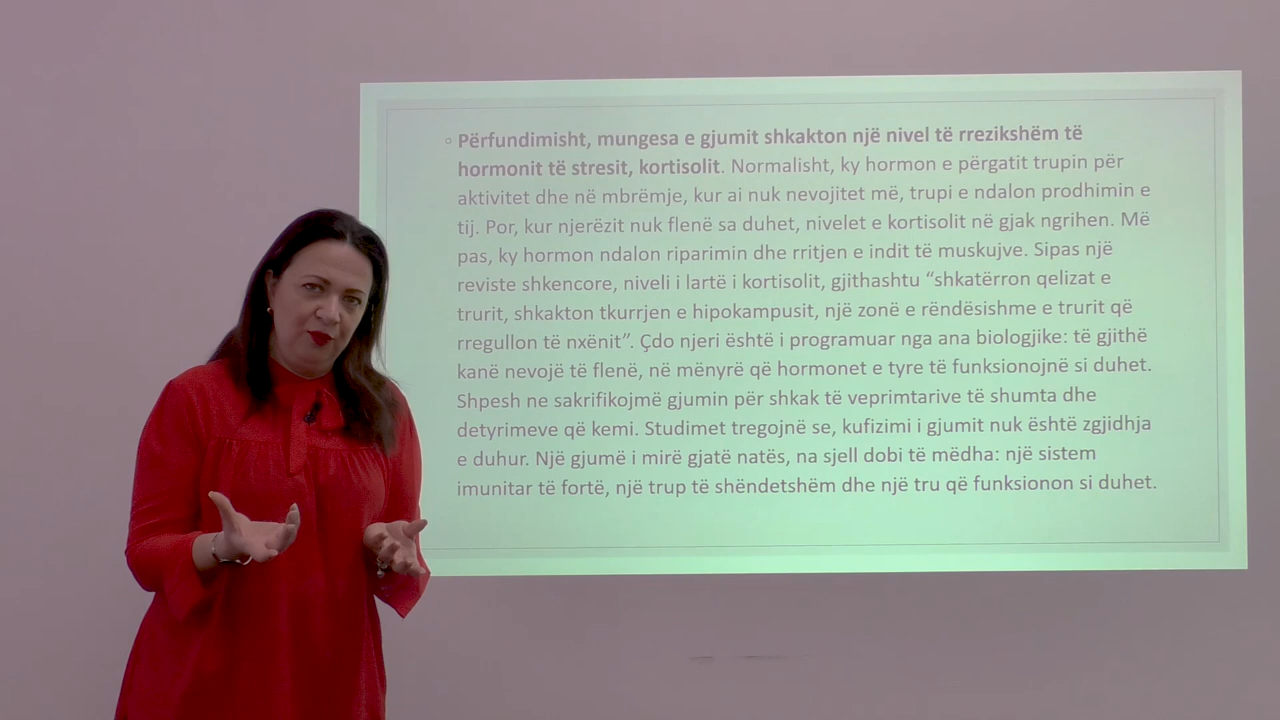 ◦ Përfundimisht, mungesa e gjumit shkakton një nivel të rrezikshëm të
hormonit të stresit, kortisolit. Normalisht, ky hormon e përgatit trupin për
aktivitet dhe në mbrëmje, kur ai nuk nevojitet më, trupi e ndalon prodhimin e
tij. Por, kur njerëzit nuk flenë sa duhet, nivelet e kortisolit në gjak ngrihen. Më
pas, ky hormon ndalon riparimin dhe rritjen e indit të muskujve. Sipas një
reviste shkencore, niveli i lartë i kortisolit, gjithashtu “shkatërron qelizat e
trurit, shkakton tkurrjen e hipokampusit, një zonë e rëndësishme e trurit që
rregullon të nxënit”. Çdo njeri është i programuar nga ana biologjike: të gjithë
kanë nevojë të flenë, në mënyrë që hormonet e tyre të funksionojnë si duhet.
Shpesh ne sakrifikojmë gjumin për shkak të veprimtarive të shumta dhe
detyrimeve që kemi. Studimet tregojnë se, kufizimi i gjumit nuk është zgjidhja
e duhur. Një gjumë i mirë gjatë natës, na sjell dobi të mëdha: një sistem
imunitar të fortë, një trup të shëndetshëm dhe një tru që funksionon si duhet.